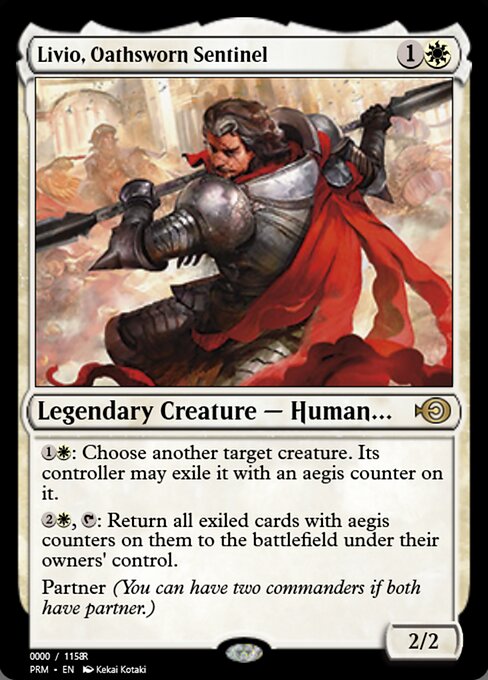 Livio, Oathsworn Sentinel 1
Legendary Creature — Human...
1: Choose another target creature. Its
controller may exile it with an aegis counter on
it.
2, : Return all exiled cards with aegis
counters on them to the battlefield under their
owners' control.
Partner (You can have two commanders if both
have partner.)
2/2
0000 / 1158R
PRM • EN Kekai Kotaki